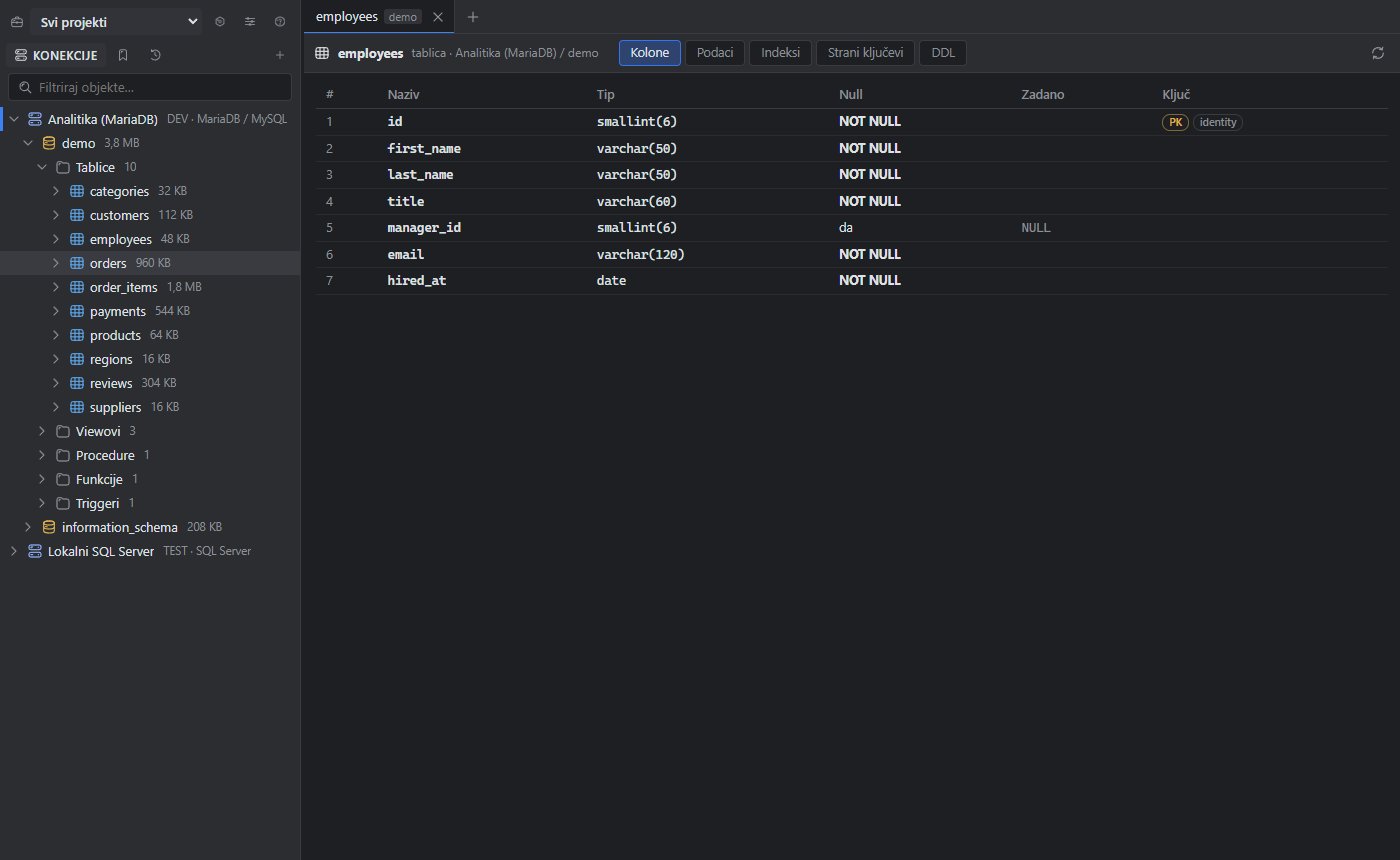 Svi projekti
KONEKCIJE
Filtriraj objekte...
Analitika (MariaDB) DEV · MariaDB / MySQL
demo 3,8 MB
Tablice 10
categories 32 KB
customers 112 KB
employees 48 KB
orders 960 KB
order_items 1,8 MB
payments 544 KB
products 64 KB
regions 16 KB
reviews 304 KB
suppliers 16 KB
Viewovi 3
Procedure 1
Funkcije 1
Triggeri 1
information_schema 208 KB
Lokalni SQL Server TEST · SQL Server
employees demo
employees tablica · Analitika (MariaDB) / demo Kolone Podaci Indeksi Strani ključevi DDL
# Naziv Tip Null Zadano Ključ
1 id smallint(6) NOT NULL PK identity
2 first_name varchar(50) NOT NULL
3 last_name varchar(50) NOT NULL
4 title varchar(60) NOT NULL
5 manager_id smallint(6) da NULL
6 email varchar(120) NOT NULL
7 hired_at date NOT NULL